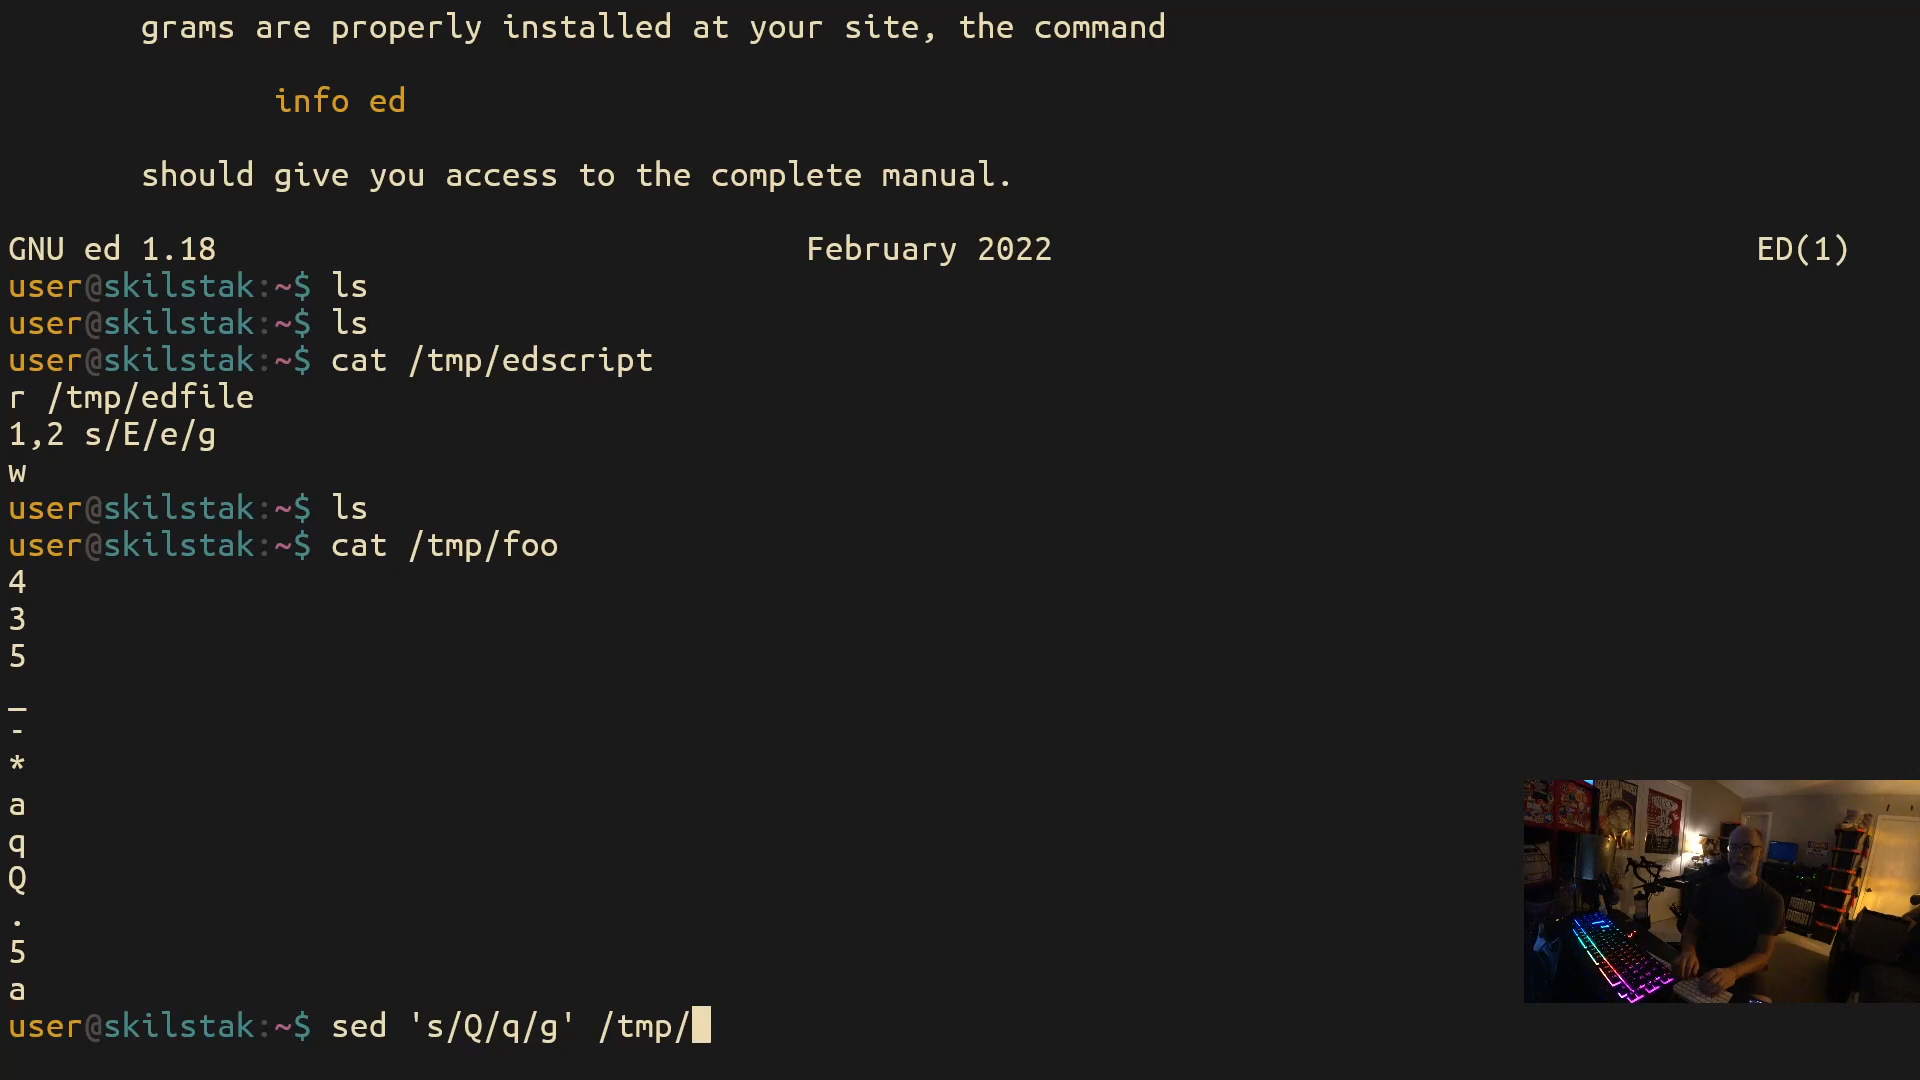 grams are properly installed at your site, the command
info ed
should give you access to the complete manual.
GNU ed 1.18 February 2022 ED(1)
user@skilstak:~$ ls
user@skilstak:~$ ls
user@skilstak:~$ cat /tmp/edscript
r /tmp/edfile
1,2 s/E/e/g
w
user@skilstak:~$ ls
user@skilstak:~$ cat /tmp/foo
4
3
5
_
-
*
a
q
Q
.
5
a
user@skilstak:~$ sed 's/Q/q/g' /tmp/